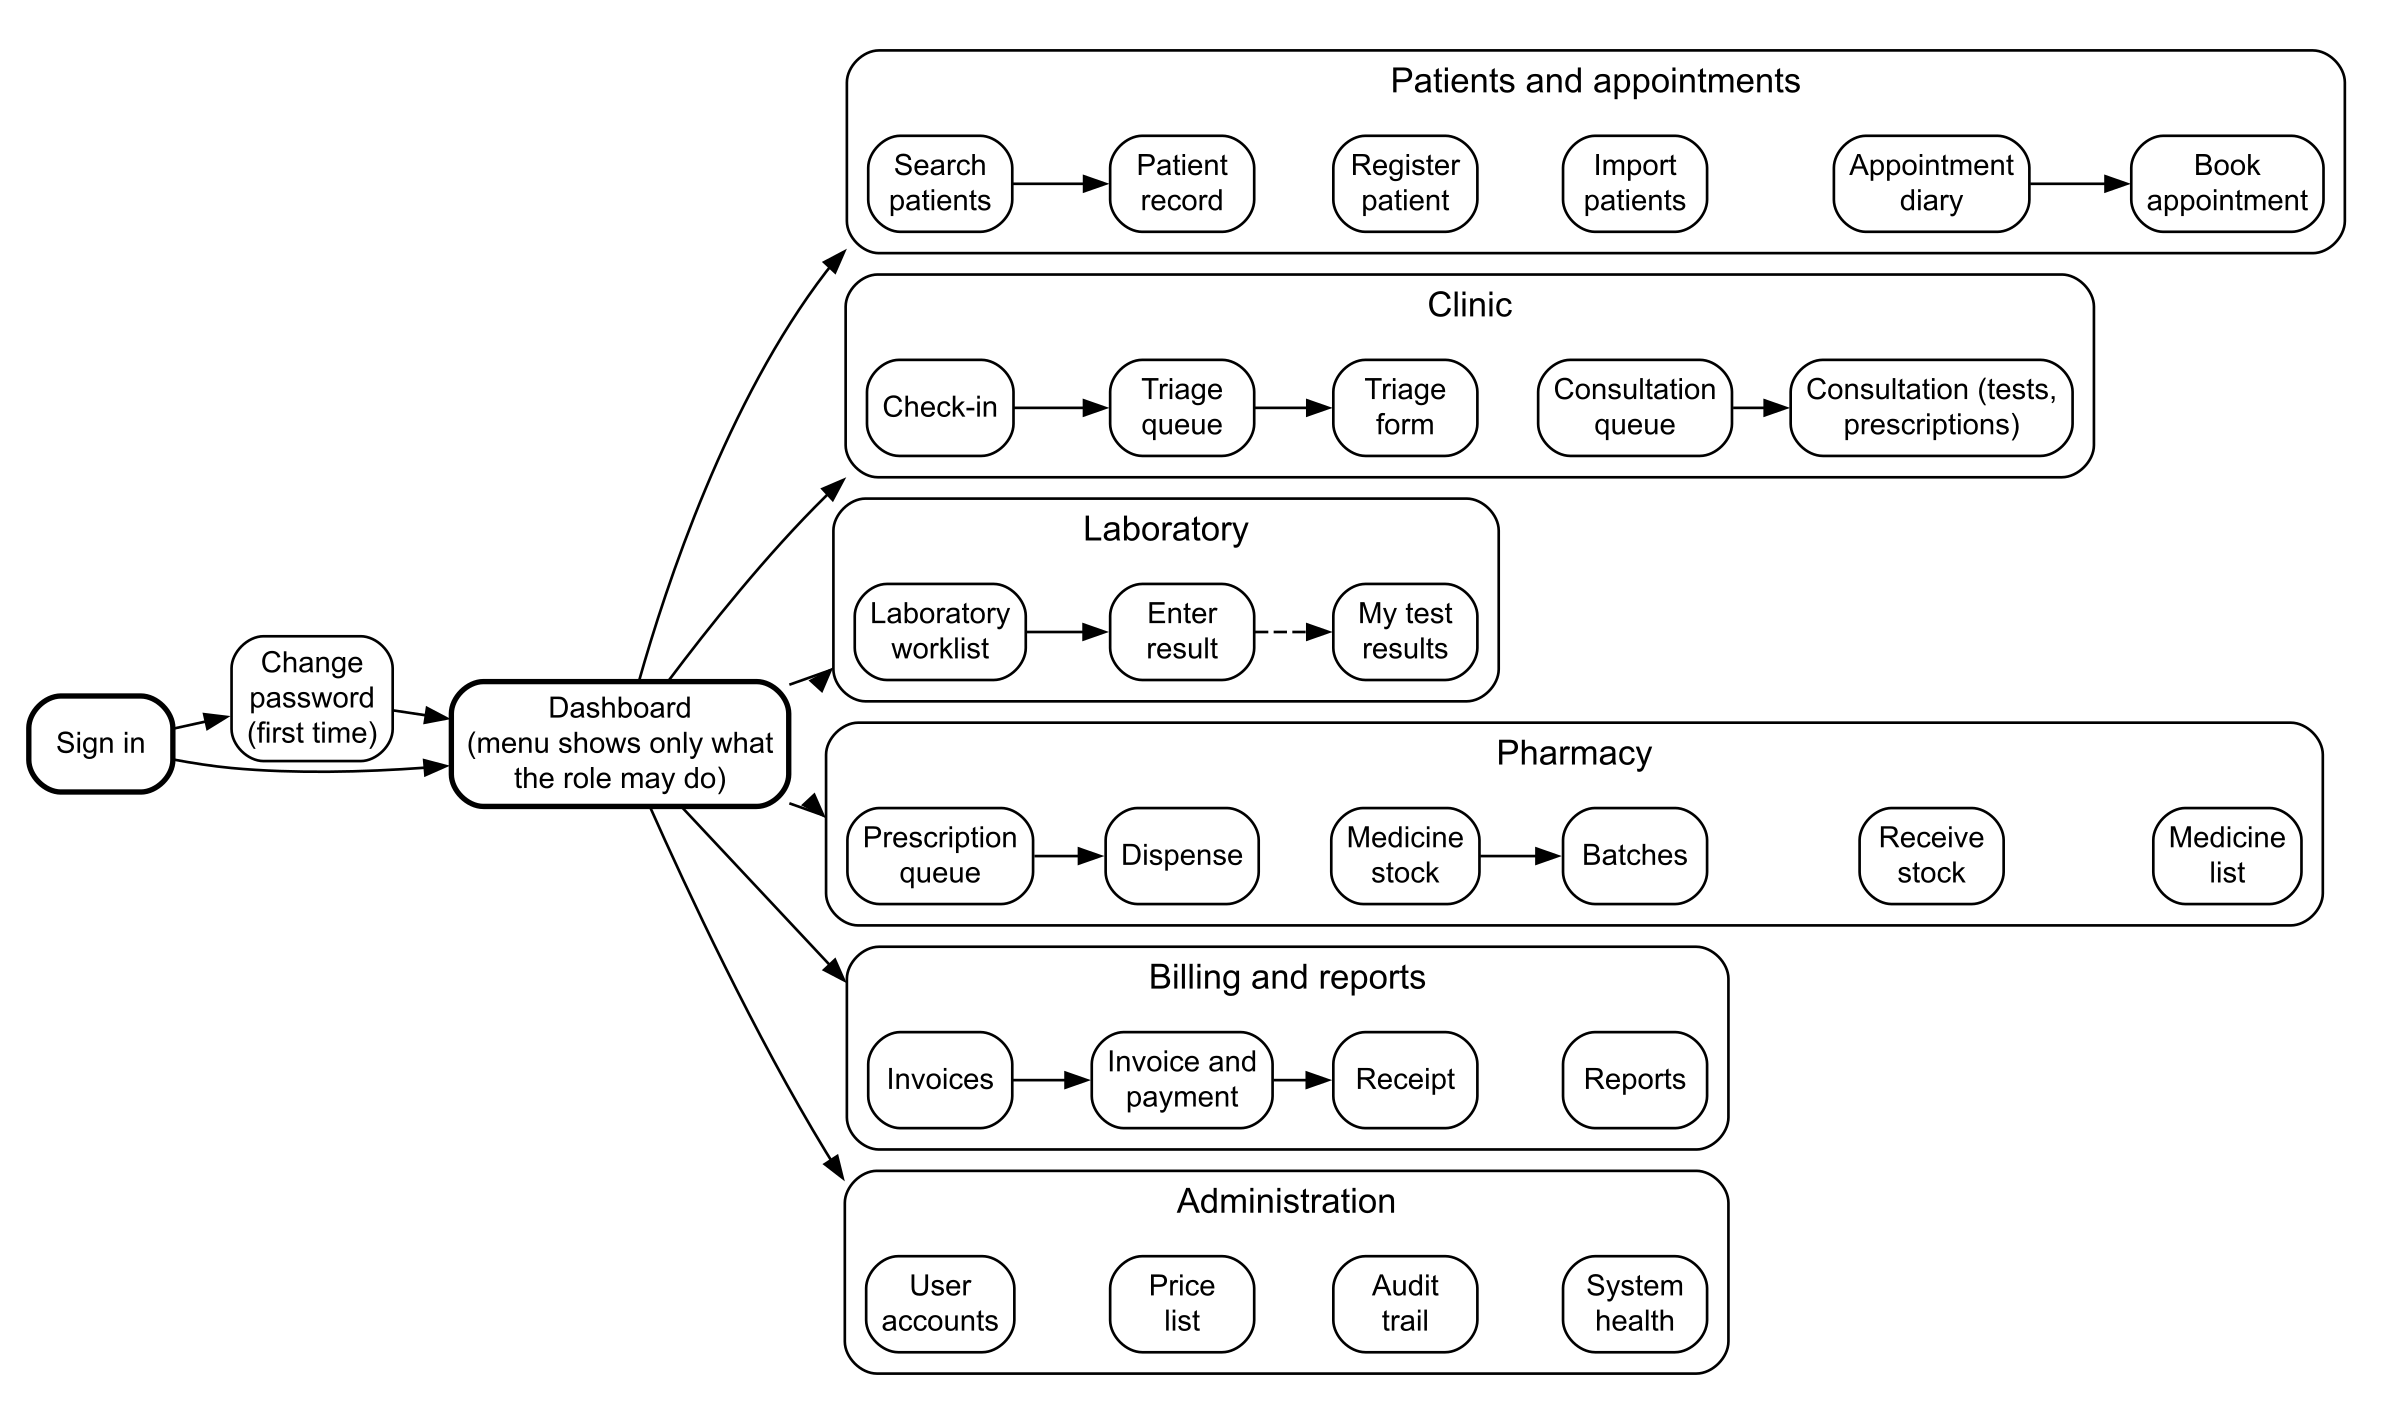 Patients and appointments
Search
patients
Patient
record
Register
patient
Import
patients
Appointment
diary
Book
appointment
Clinic
Check-in
Triage
queue
Triage
form
Consultation
queue
Consultation (tests,
prescriptions)
Laboratory
Laboratory
worklist
Enter
result
My test
results
Sign in
Change
password
(first time)
Dashboard
(menu shows only what
the role may do)
Pharmacy
Prescription
queue
Dispense
Medicine
stock
Batches
Receive
stock
Medicine
list
Billing and reports
Invoices
Invoice and
payment
Receipt
Reports
Administration
User
accounts
Price
list
Audit
trail
System
health